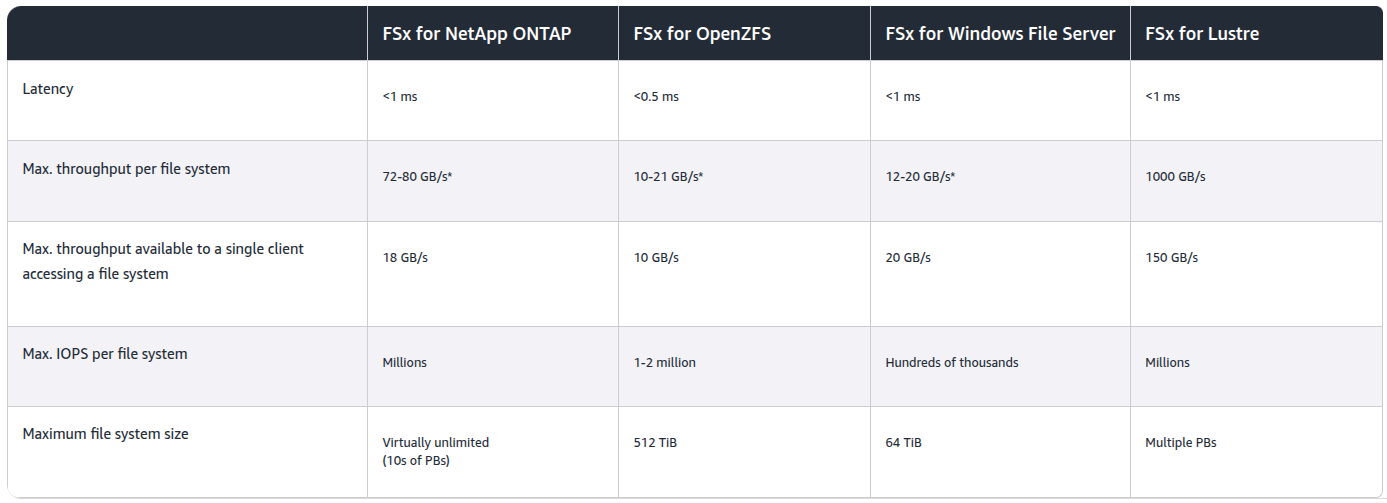 FSx for NetApp ONTAP FSx for OpenZFS FSx for Windows File Server FSx for Lustre
Latency <1 ms <0.5 ms <1 ms <1 ms
Max. throughput per file system 72-80 GB/s* 10-21 GB/s* 12-20 GB/s* 1000 GB/s
Max. throughput available to a single client
accessing a file system 18 GB/s 10 GB/s 20 GB/s 150 GB/s
Max. IOPS per file system Millions 1-2 million Hundreds of thousands Millions
Maximum file system size Virtually unlimited 512 TiB 64 TiB Multiple PBs
(10s of PBs)